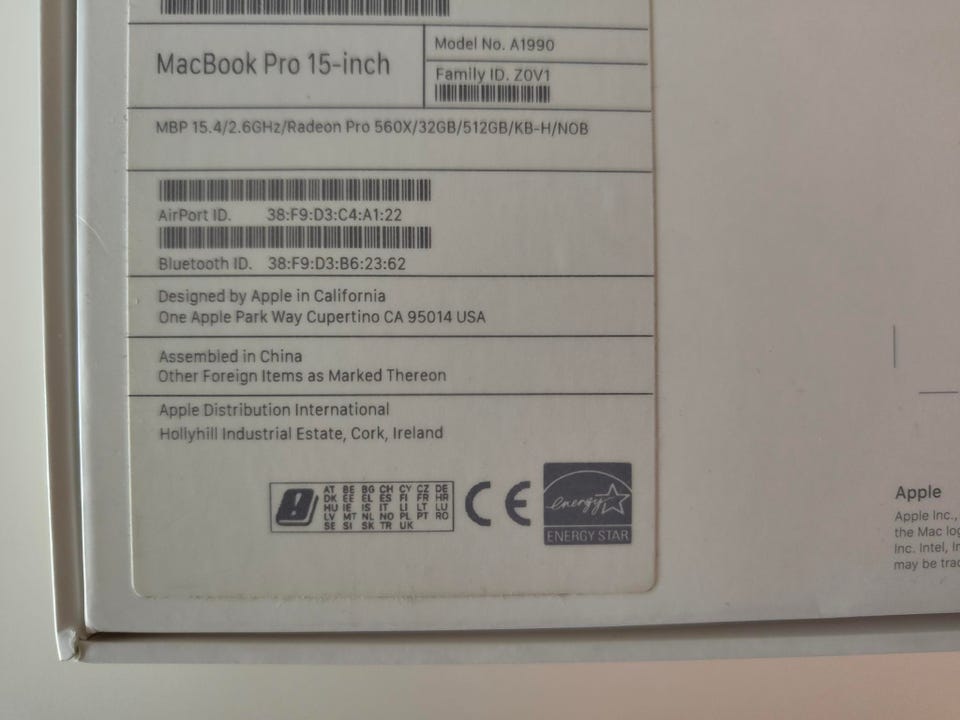 MacBook Pro 15-inch
Model No. A1990
Family ID. Z0V1
MBP 15.4/2.6GHz/Radeon Pro 560X/32GB/512GB/KB-H/NOB
AirPort ID. 38:F9:D3:C4:A1:22
Bluetooth ID. 38:F9:D3:B6:23:62
Designed by Apple in California
One Apple Park Way Cupertino CA 95014 USA
Assembled in China
Other Foreign Items as Marked Thereon
Apple Distribution International
Hollyhill Industrial Estate, Cork, Ireland
AT BE BG CH CY CZ DE
DK EE EL ES FI FR HR
HU IE IS IT LI LT LU
LV MT NL NO PL PT RO
SE SI SK TR UK
CE
energy
ENERGY STAR
Apple
Apple Inc.,
the Mac log
Inc. Intel, In
may be trad